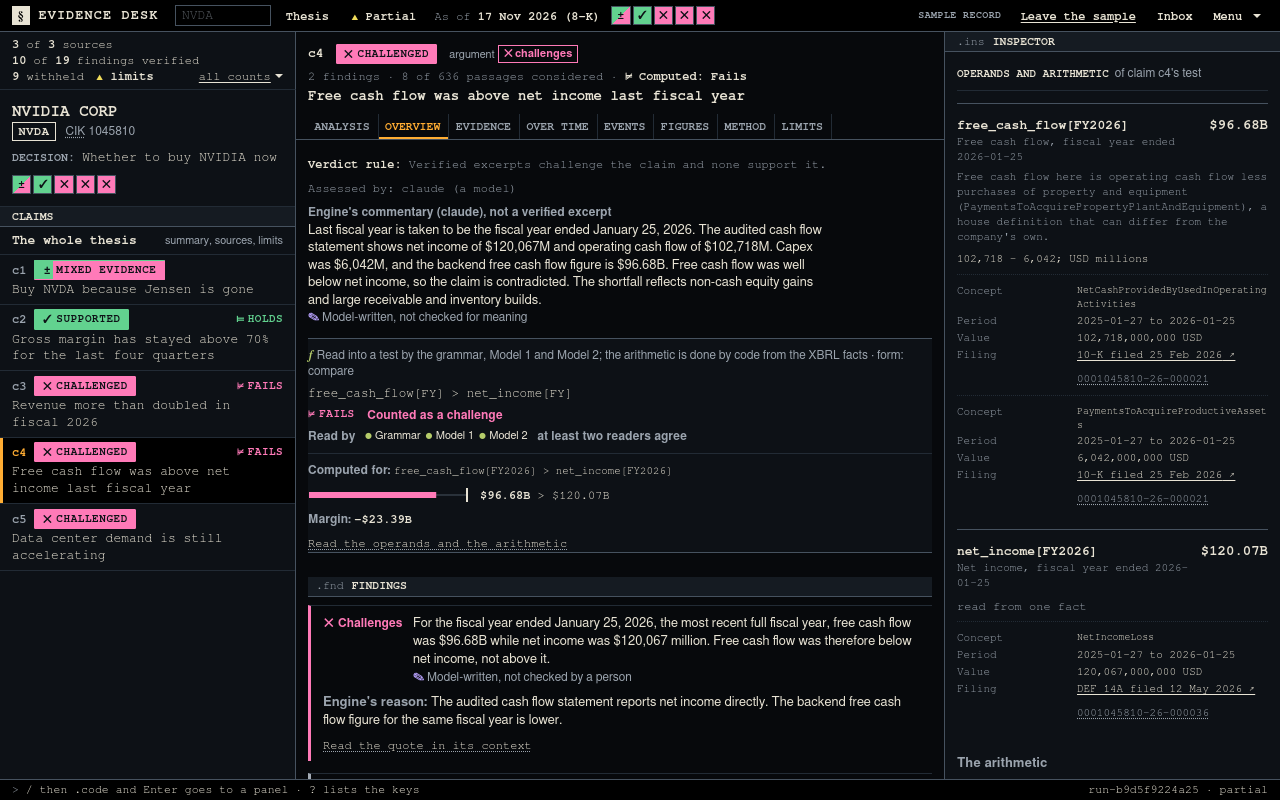 § EVIDENCE DESK NVDA Thesis ▲ Partial As of 17 Nov 2026 (8-K) ± ✓ ✕ ✕ ✕ SAMPLE RECORD Leave the sample Inbox Menu
3 of 3 sources
10 of 19 findings verified
9 withheld ▲ limits all counts
NVIDIA CORP
NVDA CIK 1045810
DECISION: Whether to buy NVIDIA now
± ✓ ✕ ✕ ✕
CLAIMS
The whole thesis summary, sources, limits
c1 ± MIXED EVIDENCE
Buy NVDA because Jensen is gone
c2 ✓ SUPPORTED ⊨ HOLDS
Gross margin has stayed above 70%
for the last four quarters
c3 ✕ CHALLENGED ⊭ FAILS
Revenue more than doubled in
fiscal 2026
c4 ✕ CHALLENGED ⊭ FAILS
Free cash flow was above net
income last fiscal year
c5 ✕ CHALLENGED
Data center demand is still
accelerating
c4 ✕ CHALLENGED argument ✕ challenges
2 findings · 8 of 636 passages considered · ⊭ Computed: Fails
Free cash flow was above net income last fiscal year
ANALYSIS OVERVIEW EVIDENCE OVER TIME EVENTS FIGURES METHOD LIMITS
Verdict rule: Verified excerpts challenge the claim and none support it.
Assessed by: claude (a model)
Engine's commentary (claude), not a verified excerpt
Last fiscal year is taken to be the fiscal year ended January 25, 2026. The audited cash flow
statement shows net income of $120,067M and operating cash flow of $102,718M. Capex
was $6,042M, and the backend free cash flow figure is $96.68B. Free cash flow was well
below net income, so the claim is contradicted. The shortfall reflects non-cash equity gains
and large receivable and inventory builds.
✎ Model-written, not checked for meaning
ƒ Read into a test by the grammar, Model 1 and Model 2; the arithmetic is done by code from the XBRL facts · form:
compare
free_cash_flow[FY] > net_income[FY]
⊭ FAILS Counted as a challenge
Read by ● Grammar ● Model 1 ● Model 2 at least two readers agree
Computed for: free_cash_flow[FY2026] > net_income[FY2026]
$96.68B > $120.07B
Margin: −$23.39B
Read the operands and the arithmetic
.fnd FINDINGS
✕ Challenges For the fiscal year ended January 25, 2026, the most recent full fiscal year, free cash flow
was $96.68B while net income was $120,067 million. Free cash flow was therefore below
net income, not above it.
✎ Model-written, not checked by a person
Engine's reason: The audited cash flow statement reports net income directly. The backend free cash
flow figure for the same fiscal year is lower.
Read the quote in its context
.ins INSPECTOR
OPERANDS AND ARITHMETIC of claim c4's test
free_cash_flow[FY2026] $96.68B
Free cash flow, fiscal year ended
2026-01-25
Free cash flow here is operating cash flow less
purchases of property and equipment
(PaymentsToAcquirePropertyPlantAndEquipment), a
house definition that can differ from the
company's own.
102,718 − 6,042; USD millions
Concept NetCashProvidedByUsedInOperating
Activities
Period 2025-01-27 to 2026-01-25
Value 102,718,000,000 USD
Filing 10-K filed 25 Feb 2026 ↗
0001045810-26-000021
Concept PaymentsToAcquireProductiveAsset
s
Period 2025-01-27 to 2026-01-25
Value 6,042,000,000 USD
Filing 10-K filed 25 Feb 2026 ↗
0001045810-26-000021
net_income[FY2026] $120.07B
Net income, fiscal year ended 2026-
01-25
read from one fact
Concept NetIncomeLoss
Period 2025-01-27 to 2026-01-25
Value 120,067,000,000 USD
Filing DEF 14A filed 12 May 2026 ↗
0001045810-26-000036
The arithmetic
> / then .code and Enter goes to a panel · ? lists the keys run-b9d5f9224a25 · partial